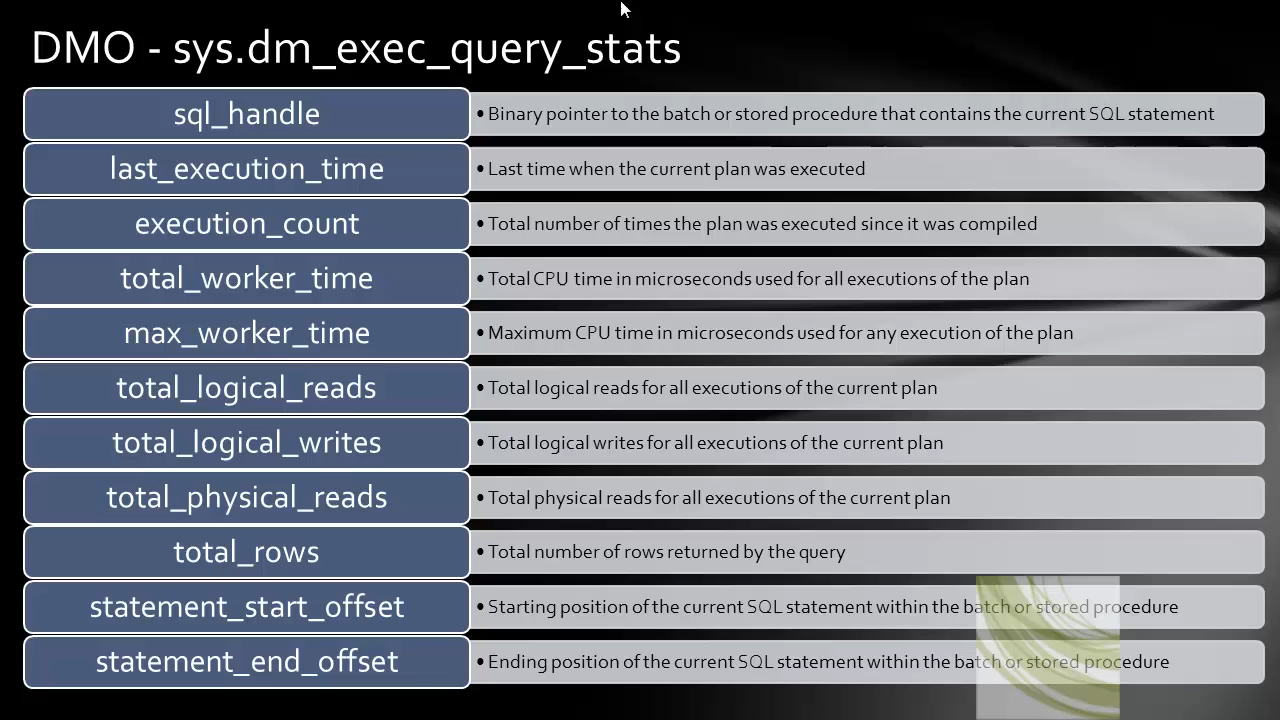 DMO - sys.dm_exec_query_stats
sql_handle
• Binary pointer to the batch or stored procedure that contains the current SQL statement
last_execution_time
• Last time when the current plan was executed
execution_count
• Total number of times the plan was executed since it was compiled
total_worker_time
• Total CPU time in microseconds used for all executions of the plan
max_worker_time
• Maximum CPU time in microseconds used for any execution of the plan
total_logical_reads
• Total logical reads for all executions of the current plan
total_logical_writes
• Total logical writes for all executions of the current plan
total_physical_reads
• Total physical reads for all executions of the current plan
total_rows
• Total number of rows returned by the query
statement_start_offset
• Starting position of the current SQL statement within the batch or stored procedure
statement_end_offset
• Ending position of the current SQL statement within the batch or stored procedure